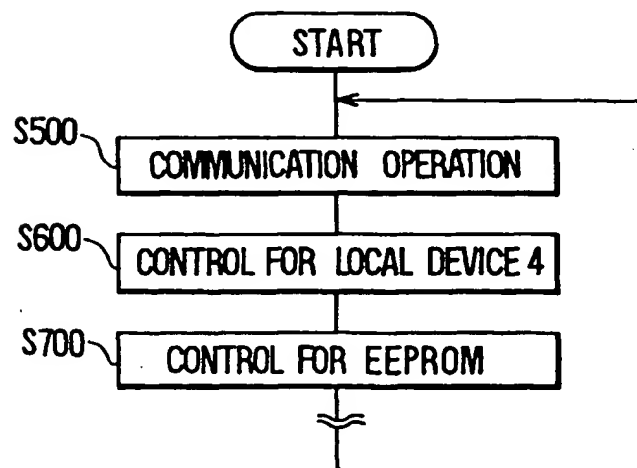 START
S500
COMMUNICATION OPERATION
S600
CONTROL FOR LOCAL DEVICE 4
S700
CONTROL FOR EEPROM